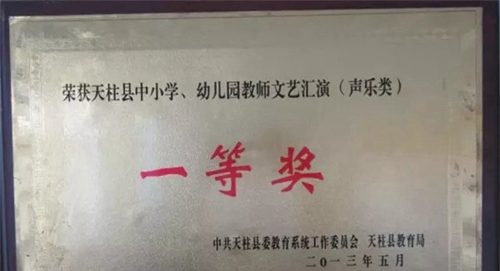 荣获天柱县中小学、幼儿园教师文艺汇演（声乐类）
一等奖
中共天柱县委教育系统工作委员会 天柱县教育局
二〇一三年五月